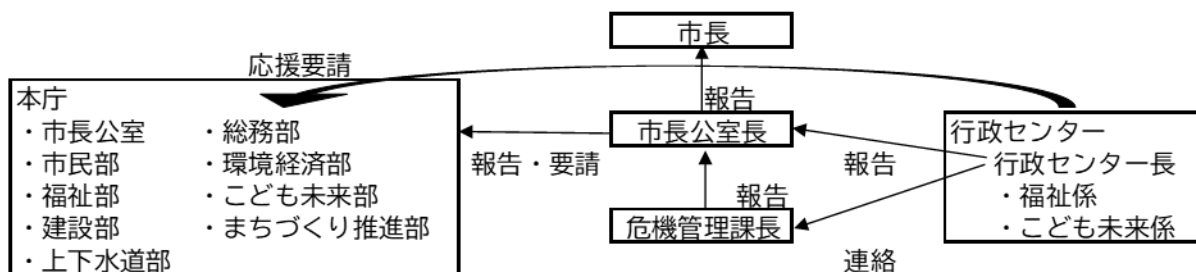 市長
応援要請
本庁
・市長公室 ・総務部
・市民部 ・環境経済部
・福祉部 ・こども未来部
・建設部 ・まちづくり推進部
・上下水道部
報告
市長公室長
報告・要請
報告
報告
危機管理課長
連絡
行政センター
行政センター長
・福祉係
・こども未来係